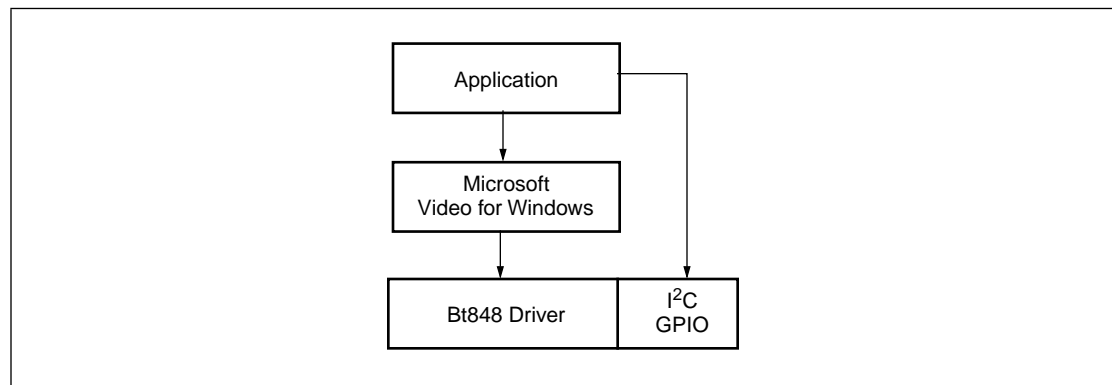 Application
Microsoft
Video for Windows
Bt848 Driver
I²C
GPIO